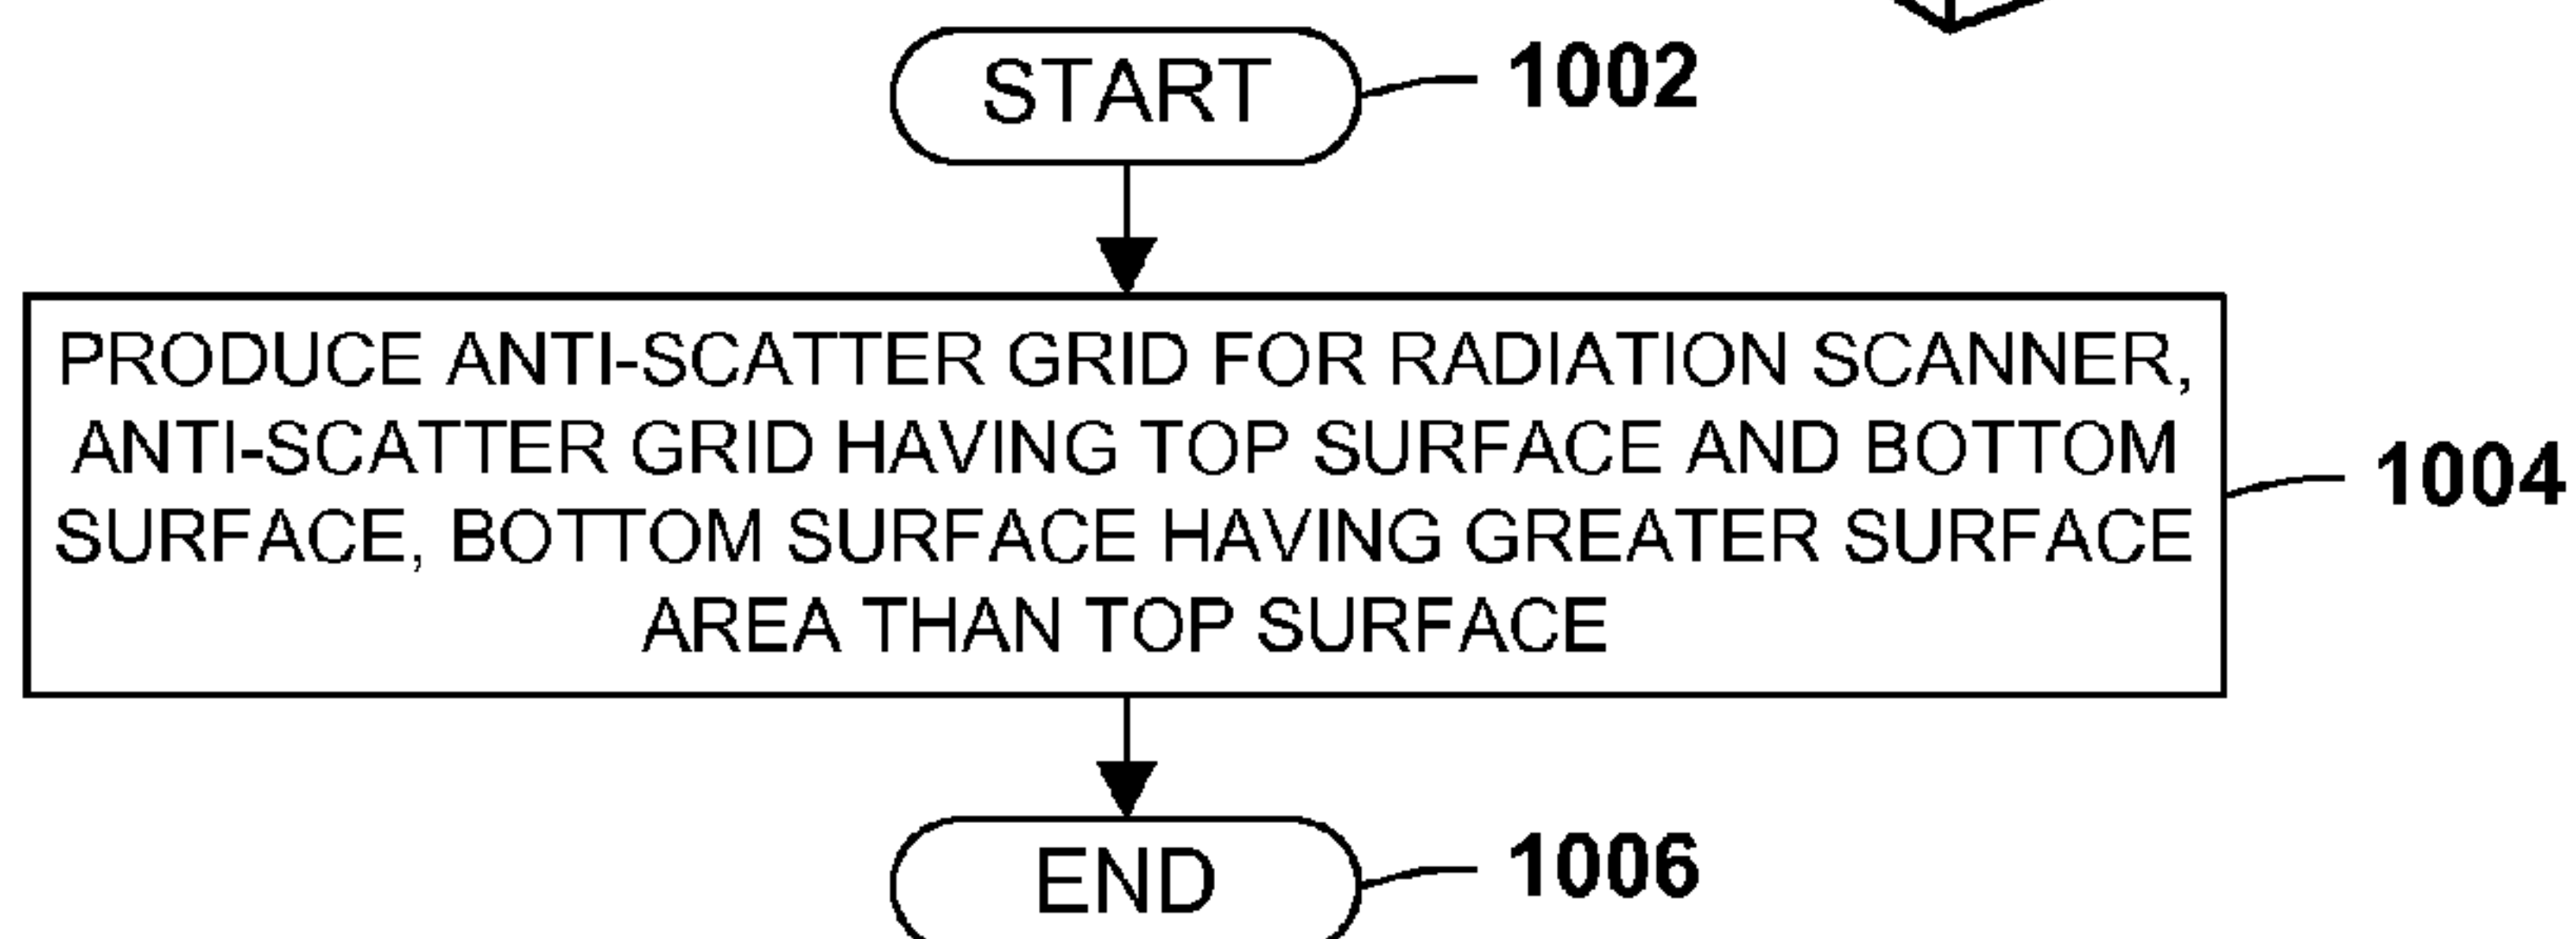 START
1002
PRODUCE ANTI-SCATTER GRID FOR RADIATION SCANNER,
ANTI-SCATTER GRID HAVING TOP SURFACE AND BOTTOM
SURFACE, BOTTOM SURFACE HAVING GREATER SURFACE
AREA THAN TOP SURFACE
1004
END
1006